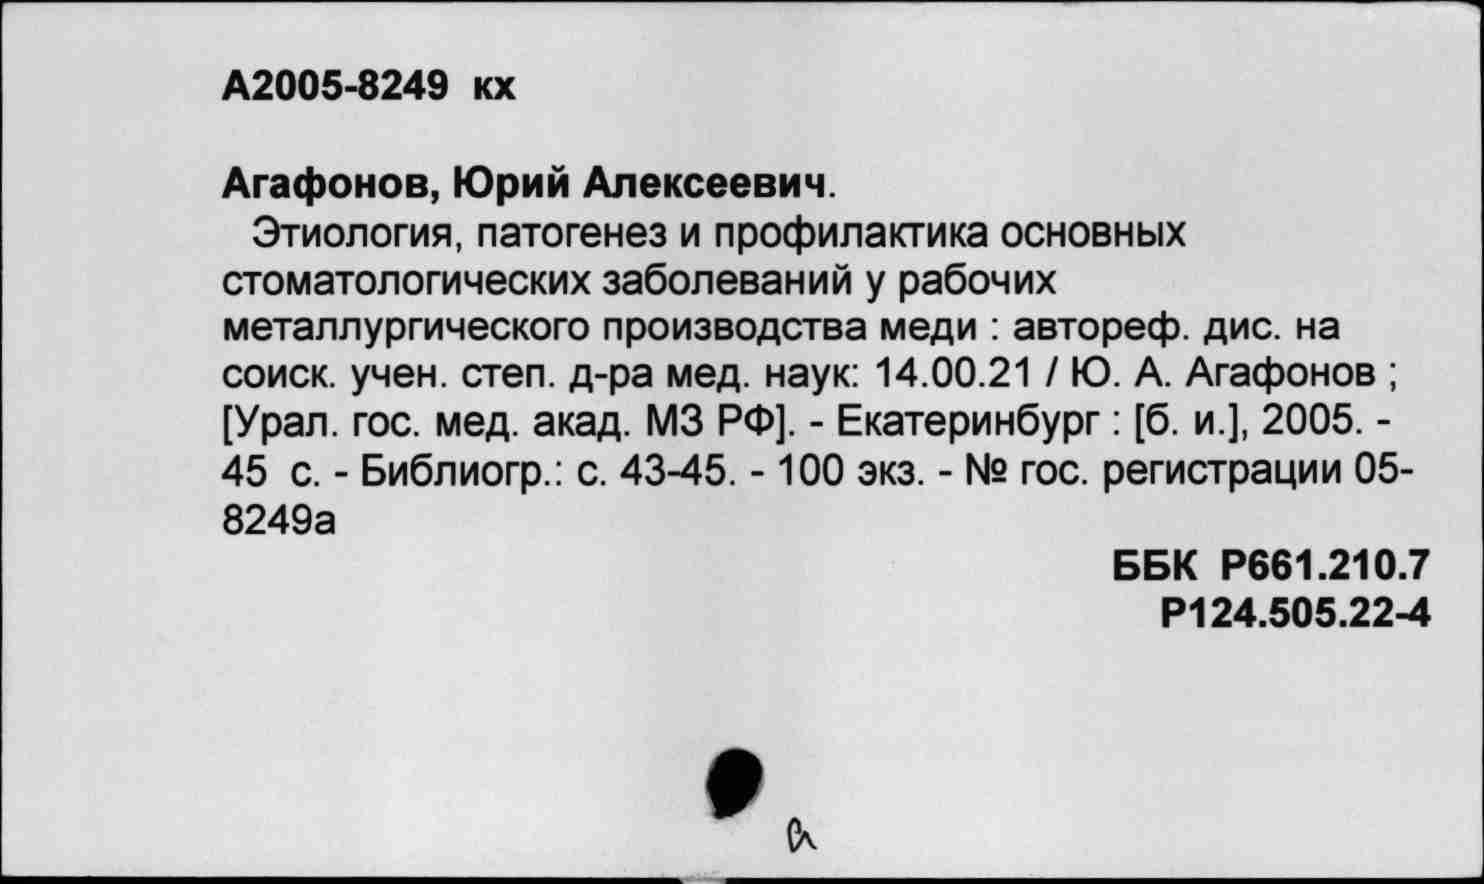 А2005-8249 кх
Агафонов, Юрий Алексеевич.
Этиология, патогенез и профилактика основных
стоматологических заболеваний у рабочих
металлургического производства меди : автореф. дис. на
соиск. учен. степ. д-ра мед. наук: 14.00.21 / Ю. А. Агафонов ;
[Урал. гос. мед. акад. МЗ РФ]. - Екатеринбург : [б. и.], 2005. -
45 с. - Библиогр.: с. 43-45. - 100 экз. - № гос. регистрации 05-
8249а
ББК Р661.210.7
Р124.505.22-4